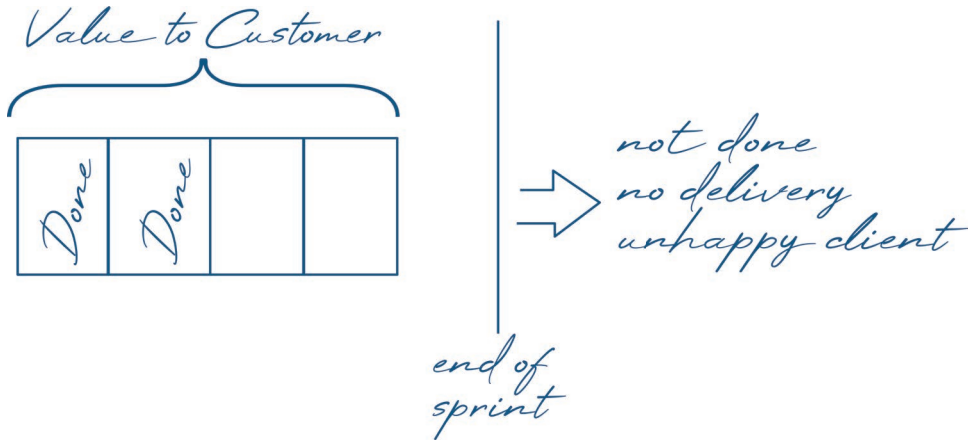 Value to Customer
Done
Done
not done
no delivery
unhappy client
end of
sprint